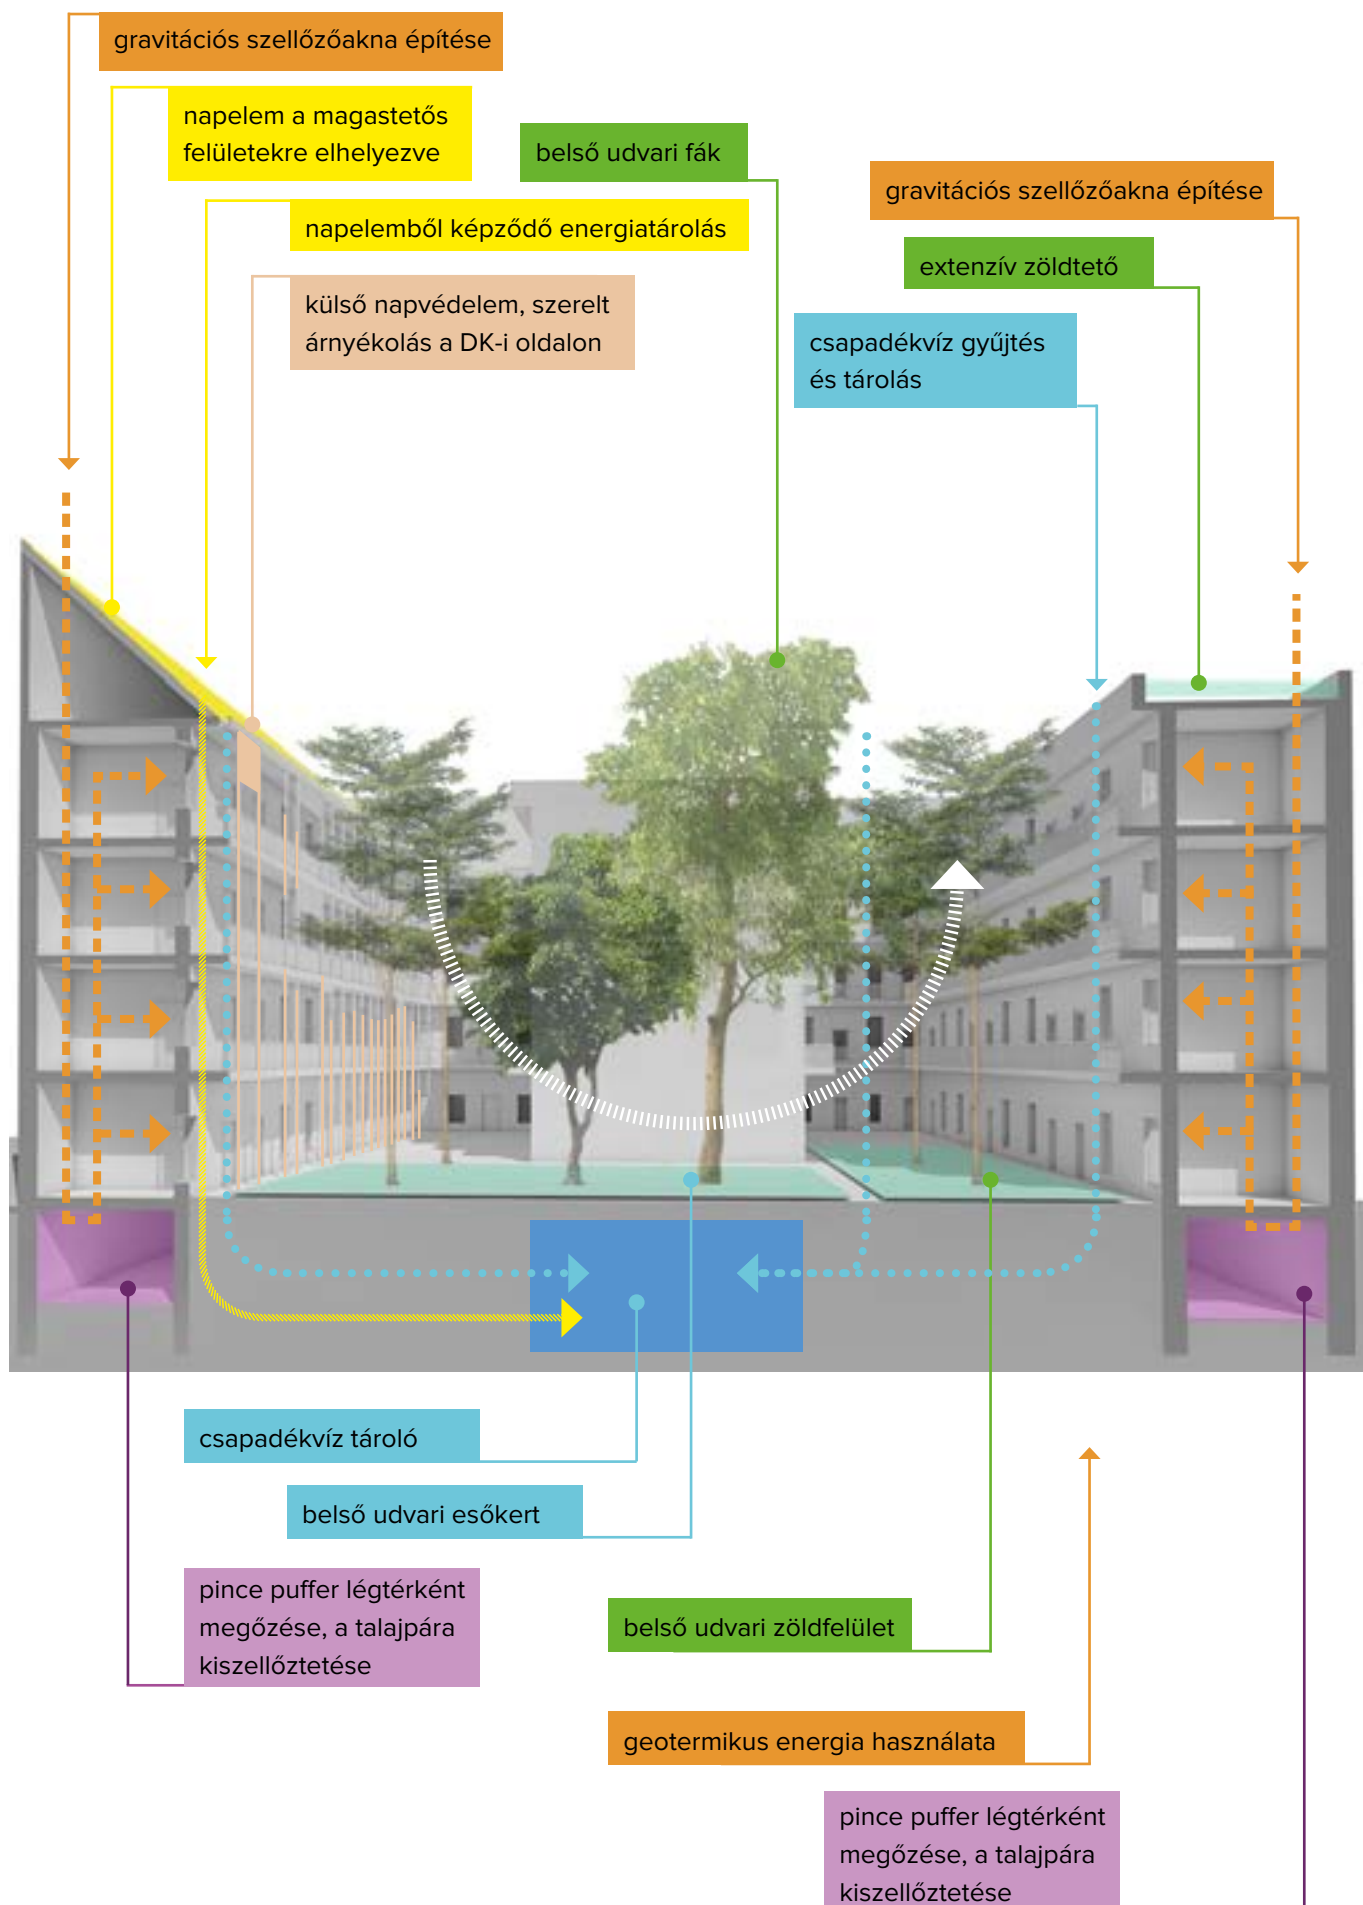 gravitációs szellőzőakna építése
napelem a magastetős
felületekre elhelyezve
belső udvari fák
gravitációs szellőzőakna építése
napelemből képződő energiatárolás
extenzív zöldtető
külső napvédelem, szerelt
árnyékolás a DK-i oldalon
csapadékvíz gyűjtés
és tárolás
csapadékvíz tároló
belső udvari esőkert
pince puffer légtérként
megőzése, a talajpára
kiszellőztetése
belső udvari zöldfelület
geotermikus energia használata
pince puffer légtérként
megőzése, a talajpára
kiszellőztetése